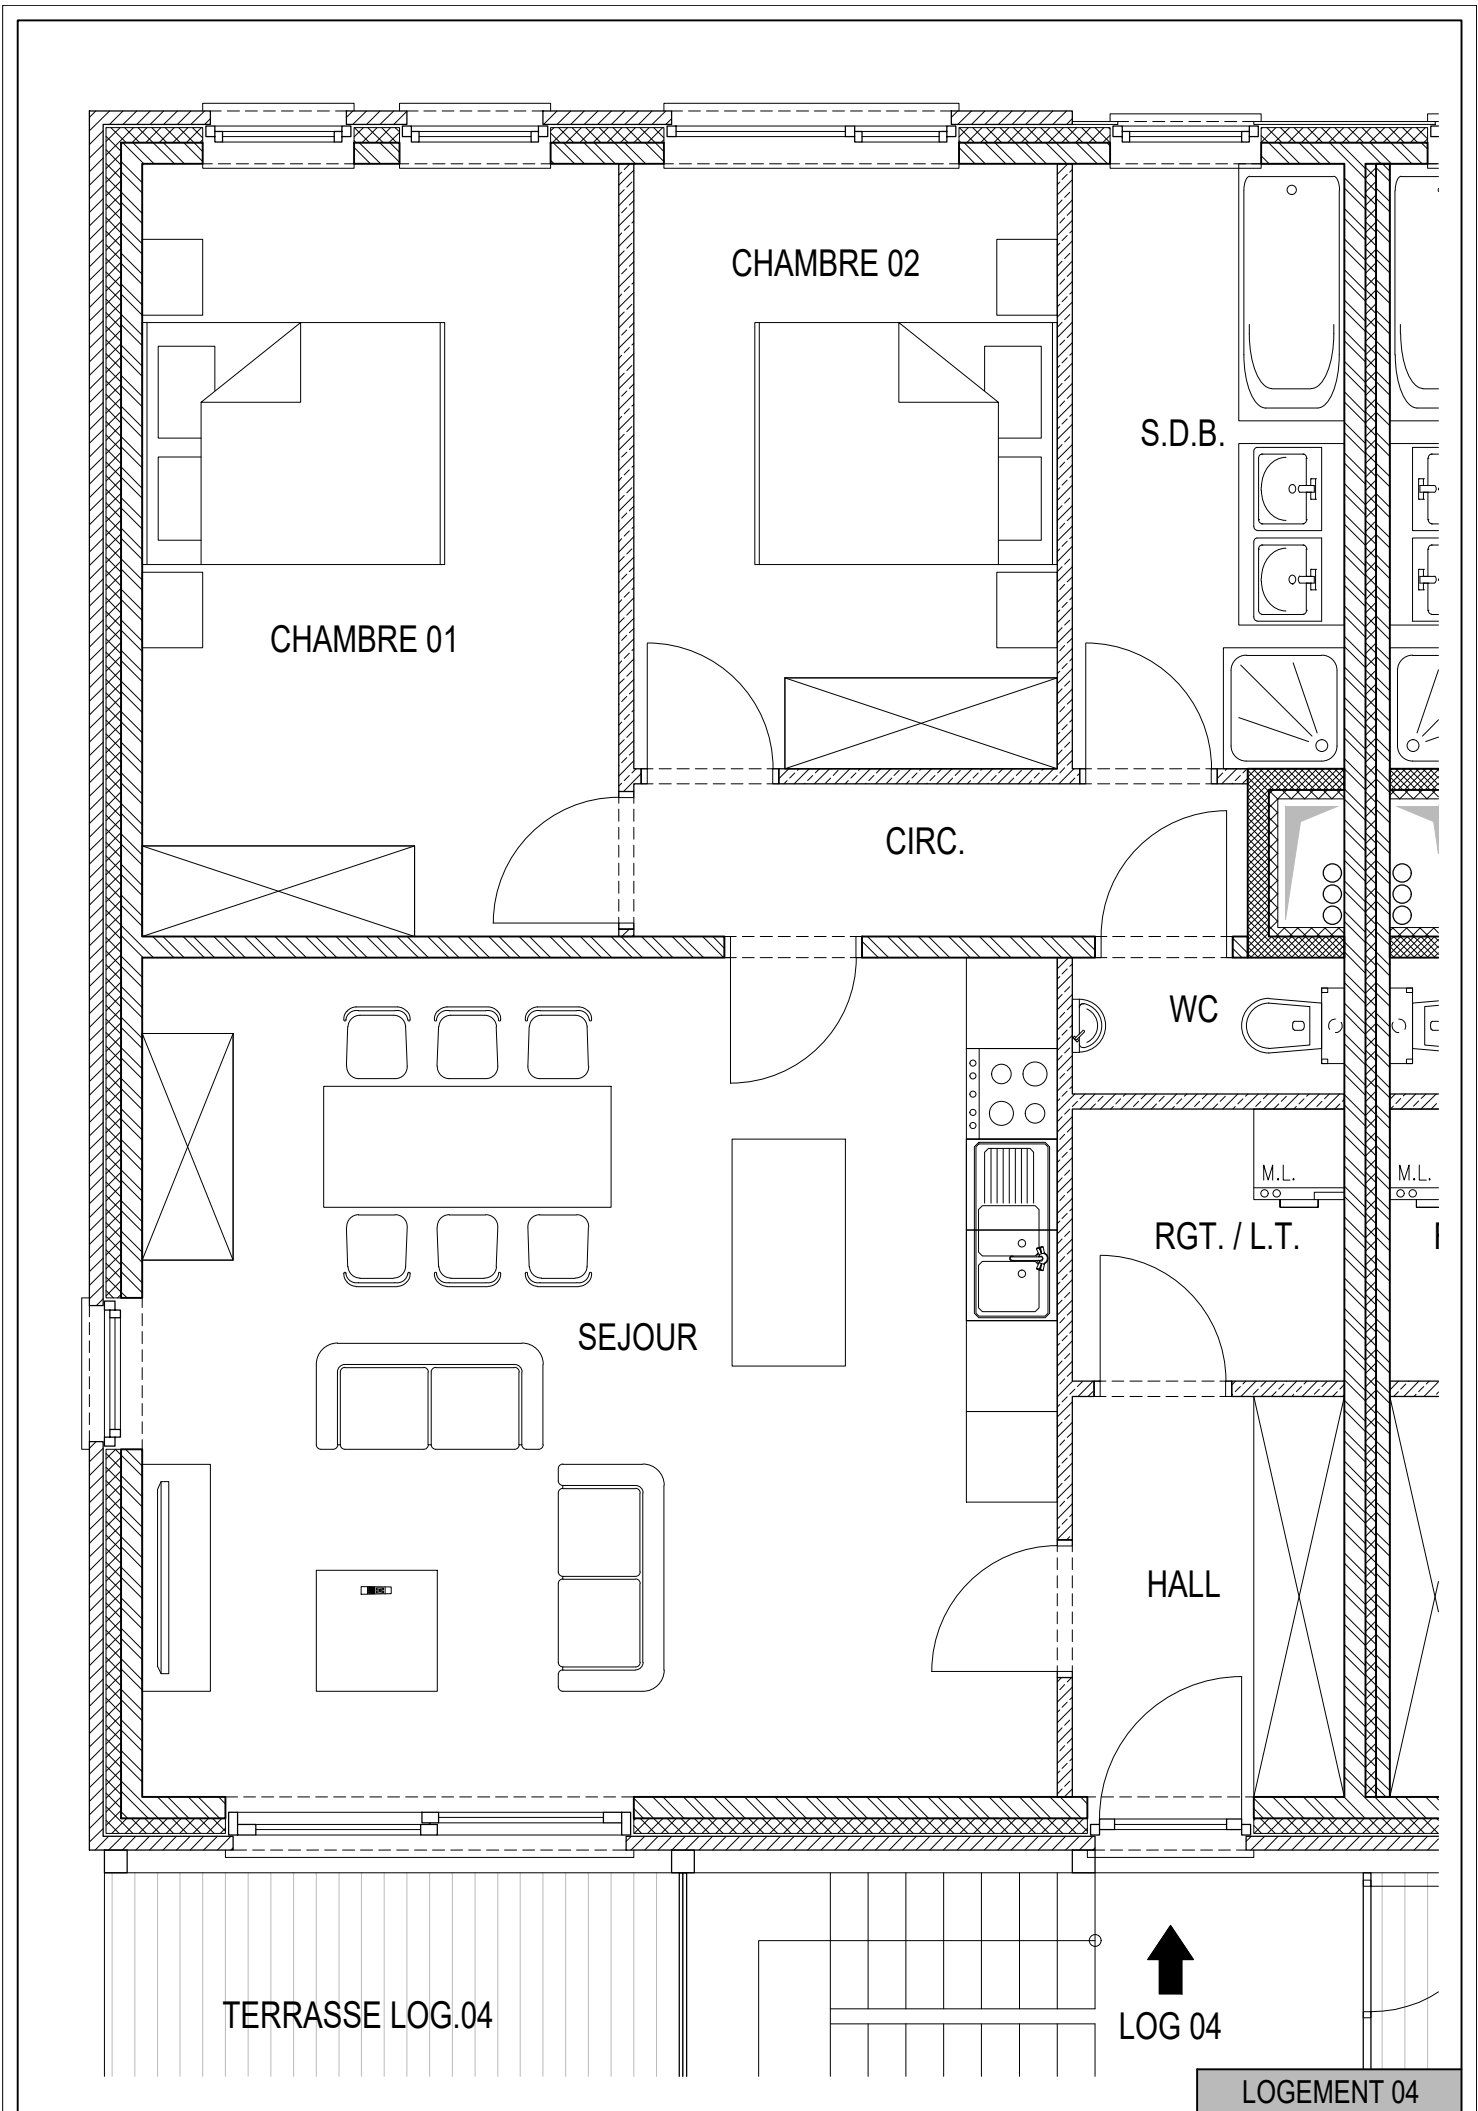 CHAMBRE 02
S.D.B.
CHAMBRE 01
CIRC.
WC
M.L.
M.L.
RGT. / L.T.
SEJOUR
HALL
TERRASSE LOG.04
LOG 04
LOGEMENT 04